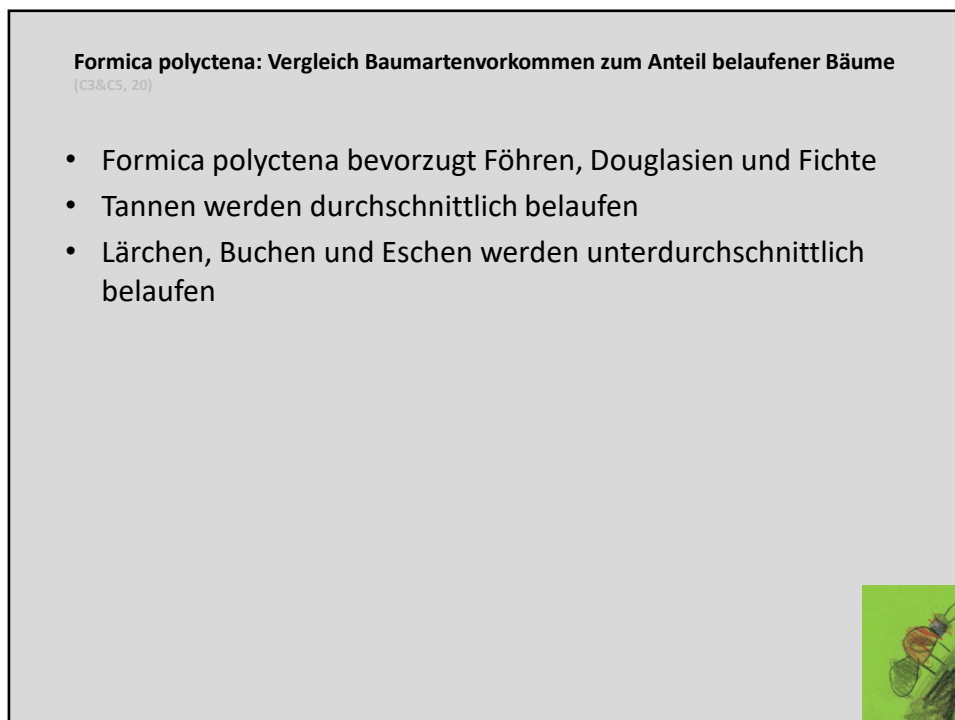 Formica polyctena: Vergleich Baumartenvorkommen zum Anteil belaufener Bäume
(C3&C5, 20)
• Formica polyctena bevorzugt Föhren, Douglasien und Fichte
• Tannen werden durchschnittlich belaufen
• Lärchen, Buchen und Eschen werden unterdurchschnittlich
belaufen